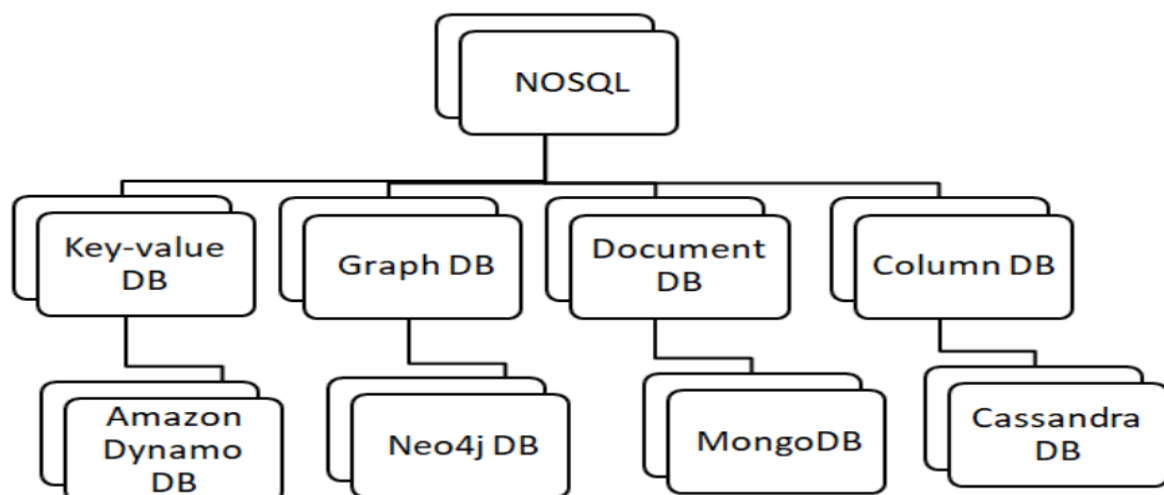 NOSQL
Key-value
DB
Graph DB
Document
DB
Column DB
Amazon
Dynamo
DB
Neo4j DB
MongoDB
Cassandra
DB